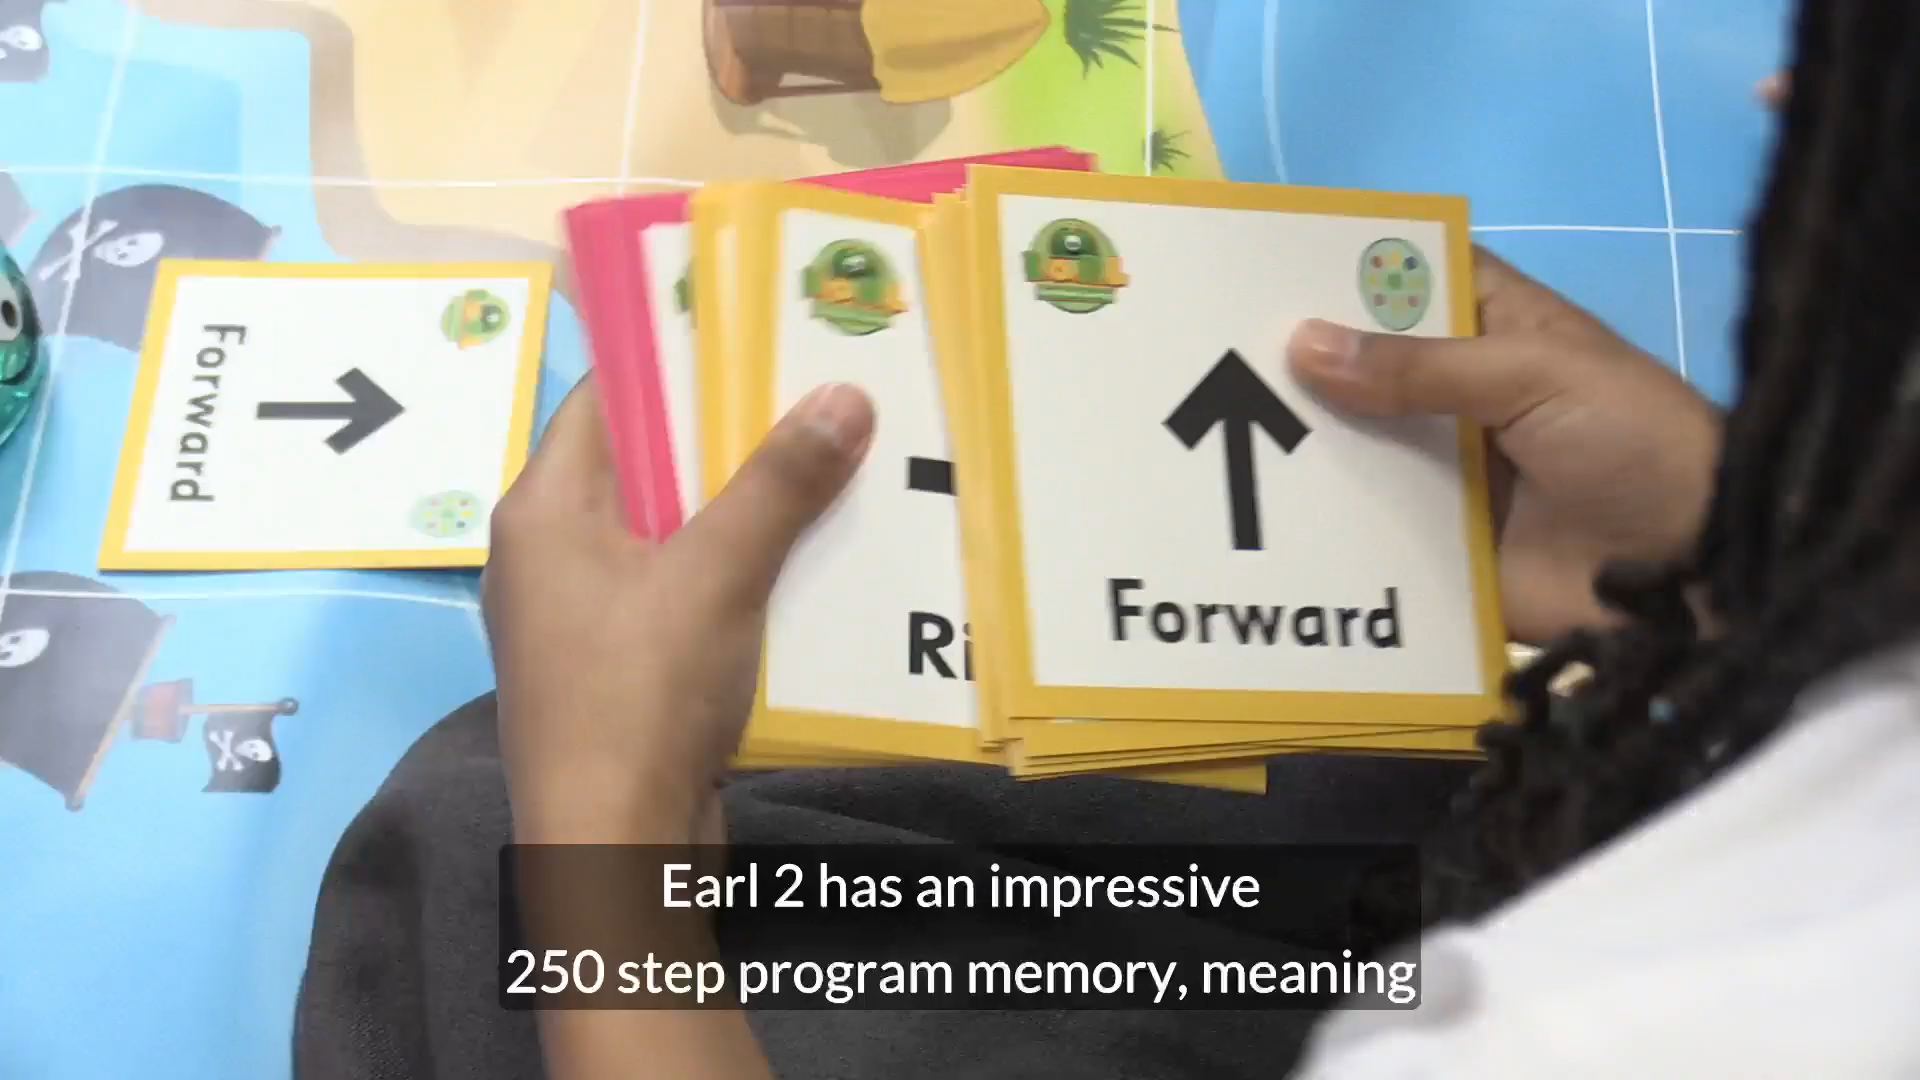 Forward
Ri
Forward
Earl 2 has an impressive
250 step program memory, meaning